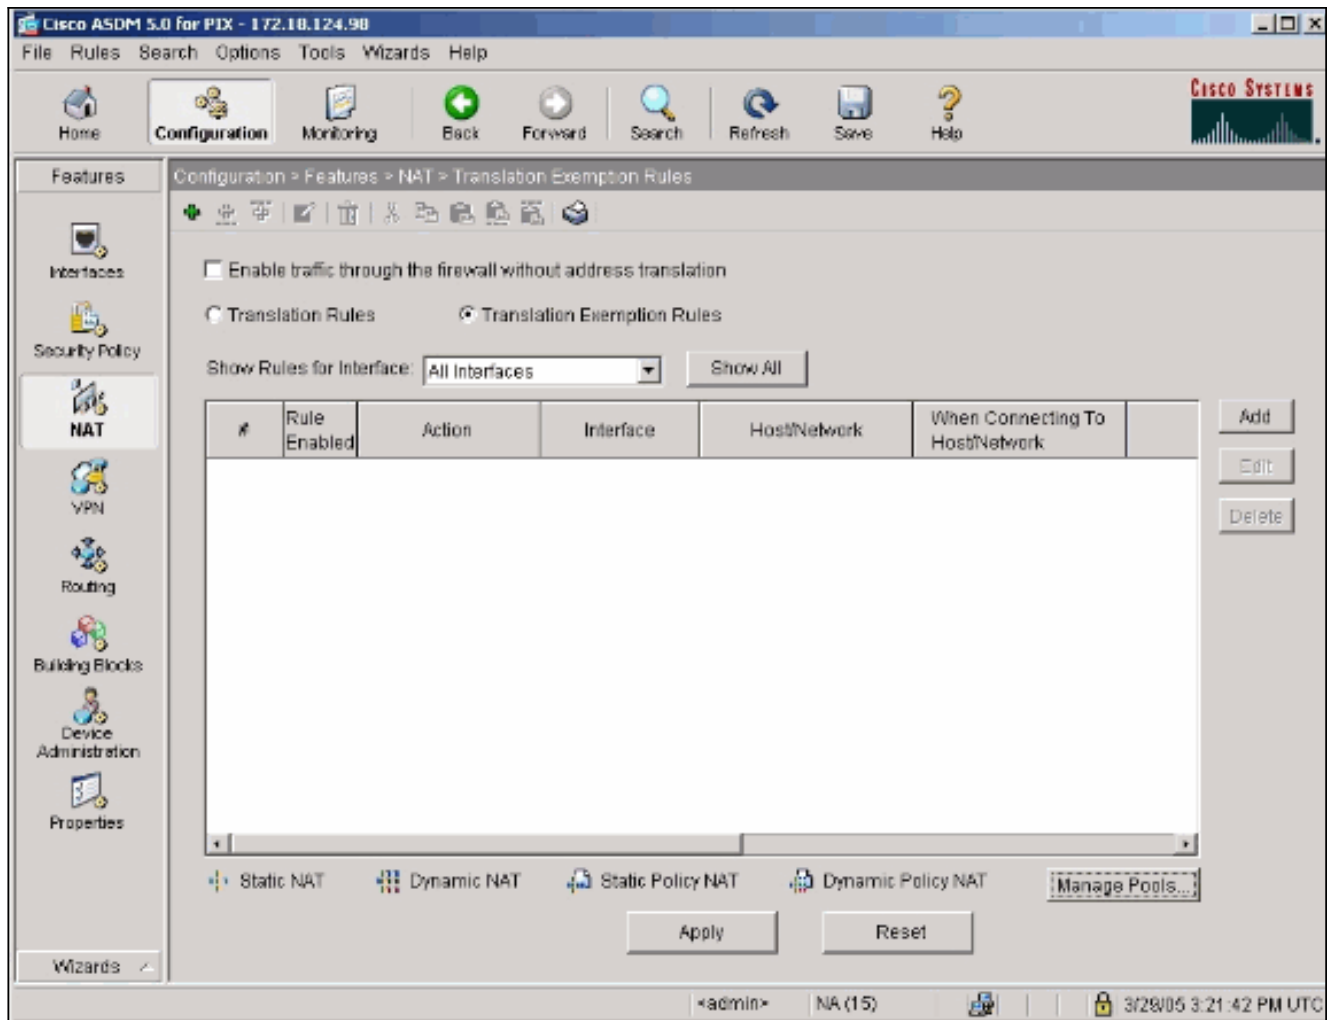 Cisco ASDM 5.0 for PIX - 172.18.124.98
File Rules Search Options Tools Wizards Help
Home Configuration Monitoring Back Forward Search Refresh Save Help
CISCO SYSTEMS
Features
Configuration > Features > NAT > Translation Exemption Rules
Interfaces
Security Policy
NAT
VPN
Routing
Building Blocks
Device
Administration
Properties
Wizards
Enable traffic through the firewall without address translation
Translation Rules Translation Exemption Rules
Show Rules for Interface: All Interfaces Show All
# Rule Enabled Action Interface Host/Network When Connecting To Host/Network
Add
Edit
Delete
Static NAT Dynamic NAT Static Policy NAT Dynamic Policy NAT Manage Pools...
Apply Reset
<admin> NA (15) 3/29/05 3:21:42 PM UTC